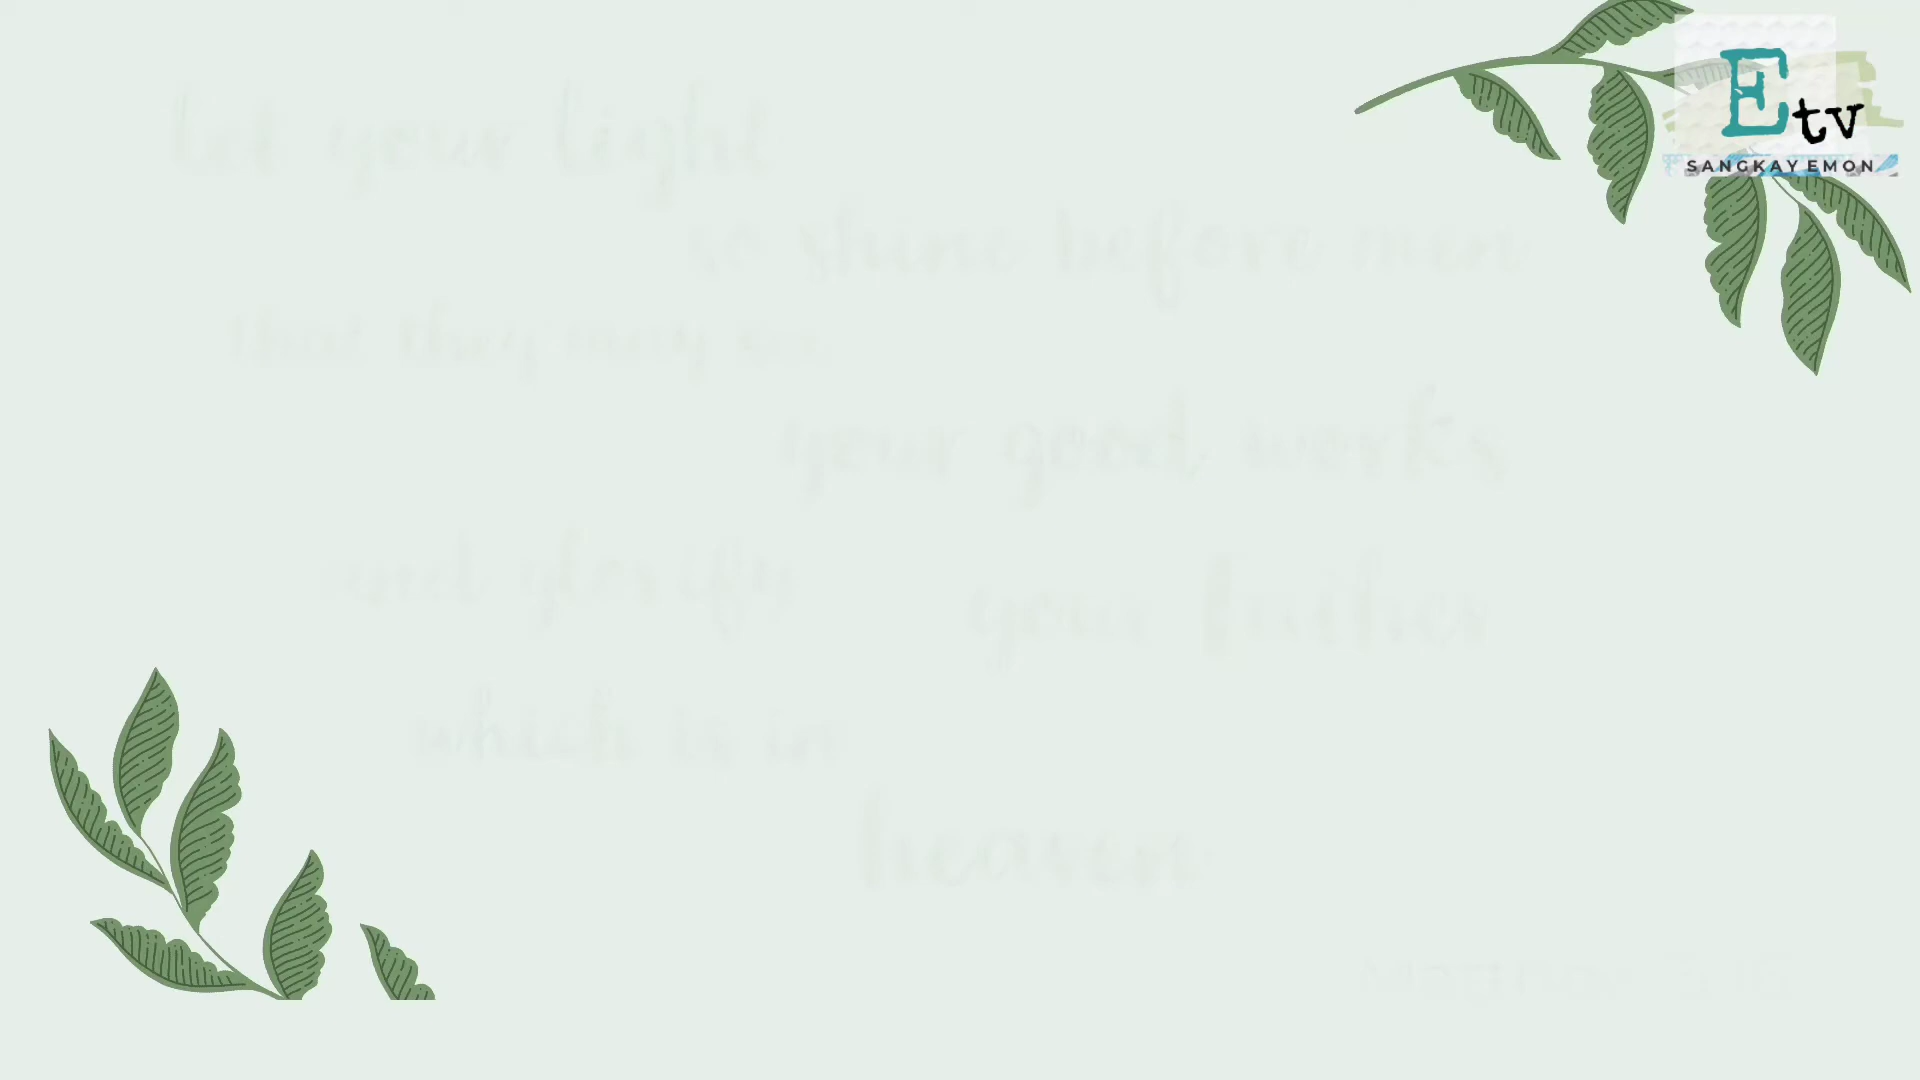 Etv
SANGKAY EMON
let your light
so shine before men
that they may see
your good works
and glorify
your father
which is in
heaven